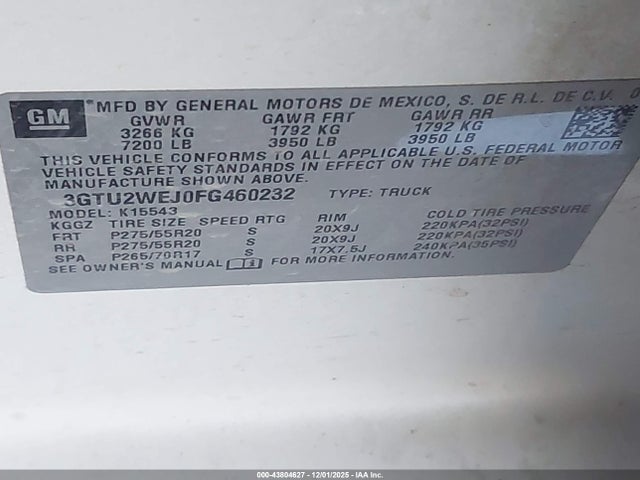 GM
®MFD BY GENERAL MOTORS DE MEXICO, S. DE R.L. DE C.V. 0
GVWR GAWR FRT GAWR RR
3266 KG 1792 KG 1792 KG
7200 LB 3950 LB 3950 LB
THIS VEHICLE CONFORMS TO ALL APPLICABLE U.S. FEDERAL MOTOR
VEHICLE SAFETY STANDARDS IN EFFECT ON THE DATE OF
MANUFACTURE SHOWN ABOVE.
3GTU2WEJ0FG460232 TYPE: TRUCK
MODEL: K15543
KGGZ TIRE SIZE SPEED RTG RIM COLD TIRE PRESSURE
FRT P275/55R20 S 20X9J 220KPA(32PSI)
RR P275/55R20 S 20X9J 220KPA(32PSI)
SPA P265/70R17 S 17X7.5J 240KPA(35PSI)
SEE OWNER'S MANUAL FOR MORE INFORMATION.
000-43804627 - 12/01/2025 - IAA Inc.